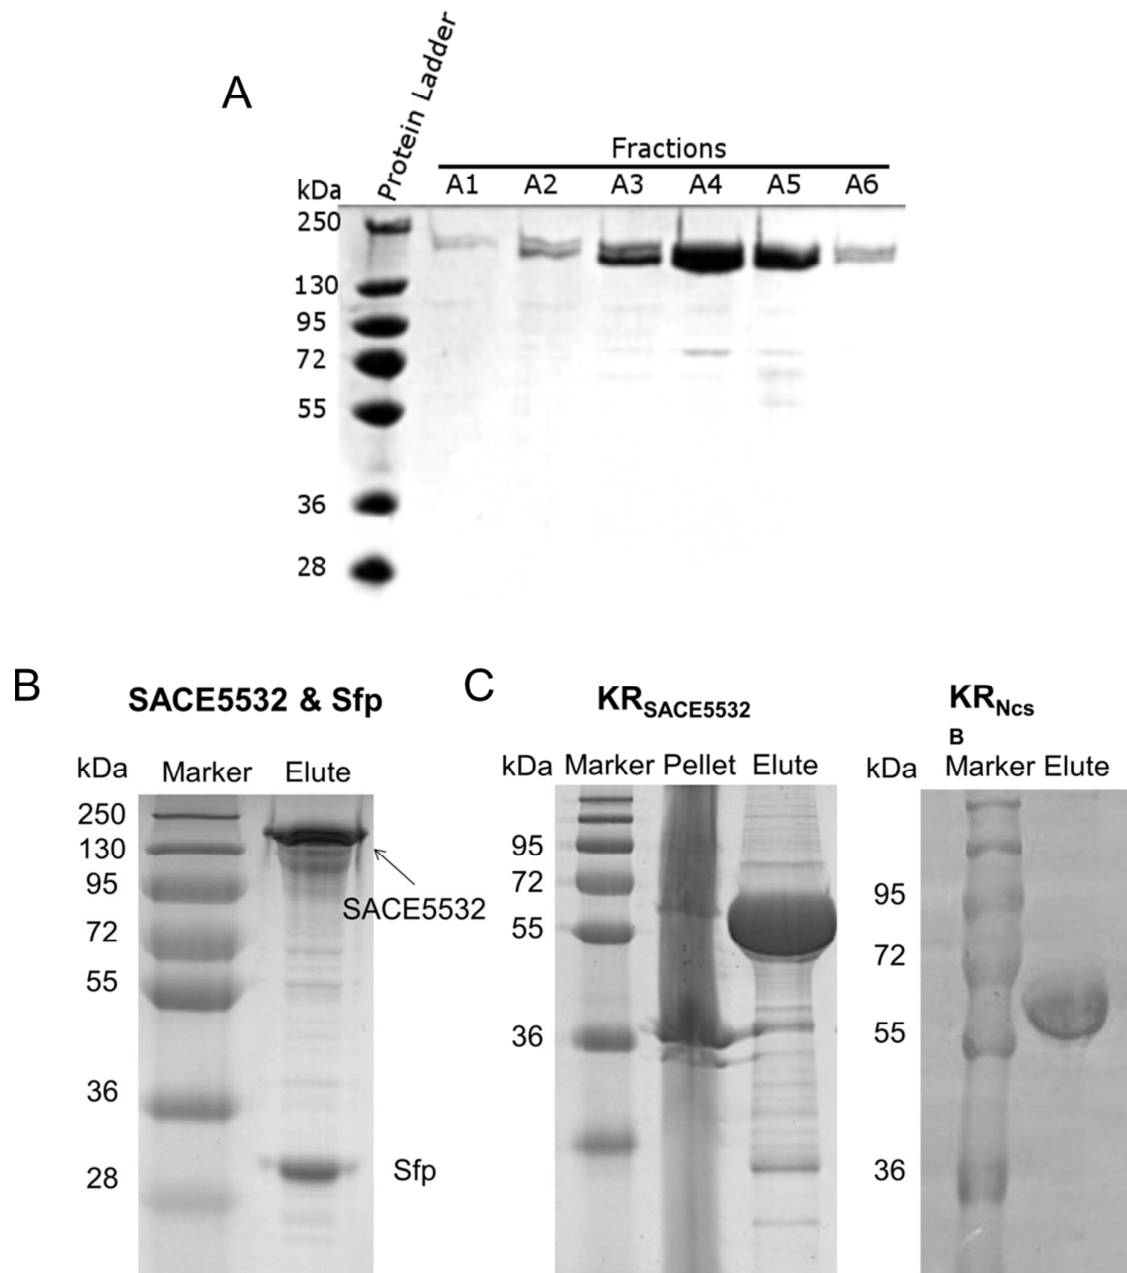 A
Protein Ladder
Fractions
kDa
A1 A2 A3 A4 A5 A6
250
130
95
72
55
36
28
B
SACE5532 & Sfp
kDa Marker Elute
250
130
95
72
55
36
28
SACE5532
Sfp
C
KRSACE5532
kDa Marker Pellet Elute
95
72
55
36
KRNcs
B
kDa Marker Elute
95
72
55
36